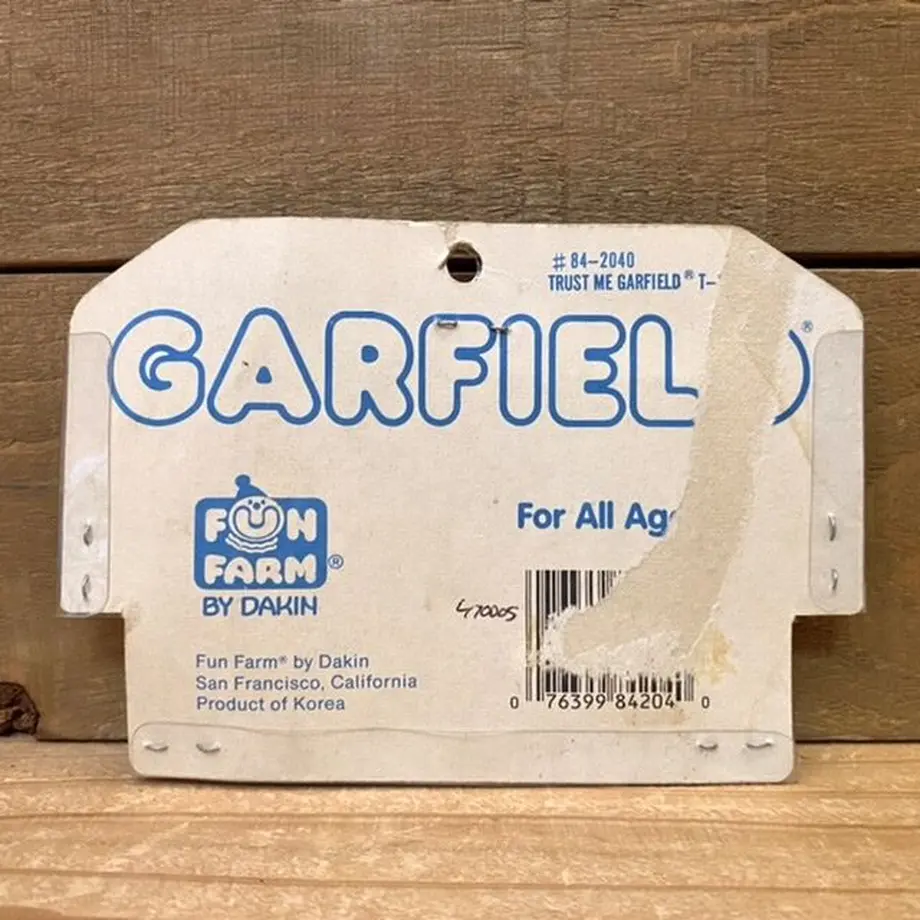 # 84-2040
TRUST ME GARFIELD® T-
GARFIELD®
FUN
FARM®
BY DAKIN
For All Ag
470005
Fun Farm® by Dakin
San Francisco, California
Product of Korea
0 76399 84204 0